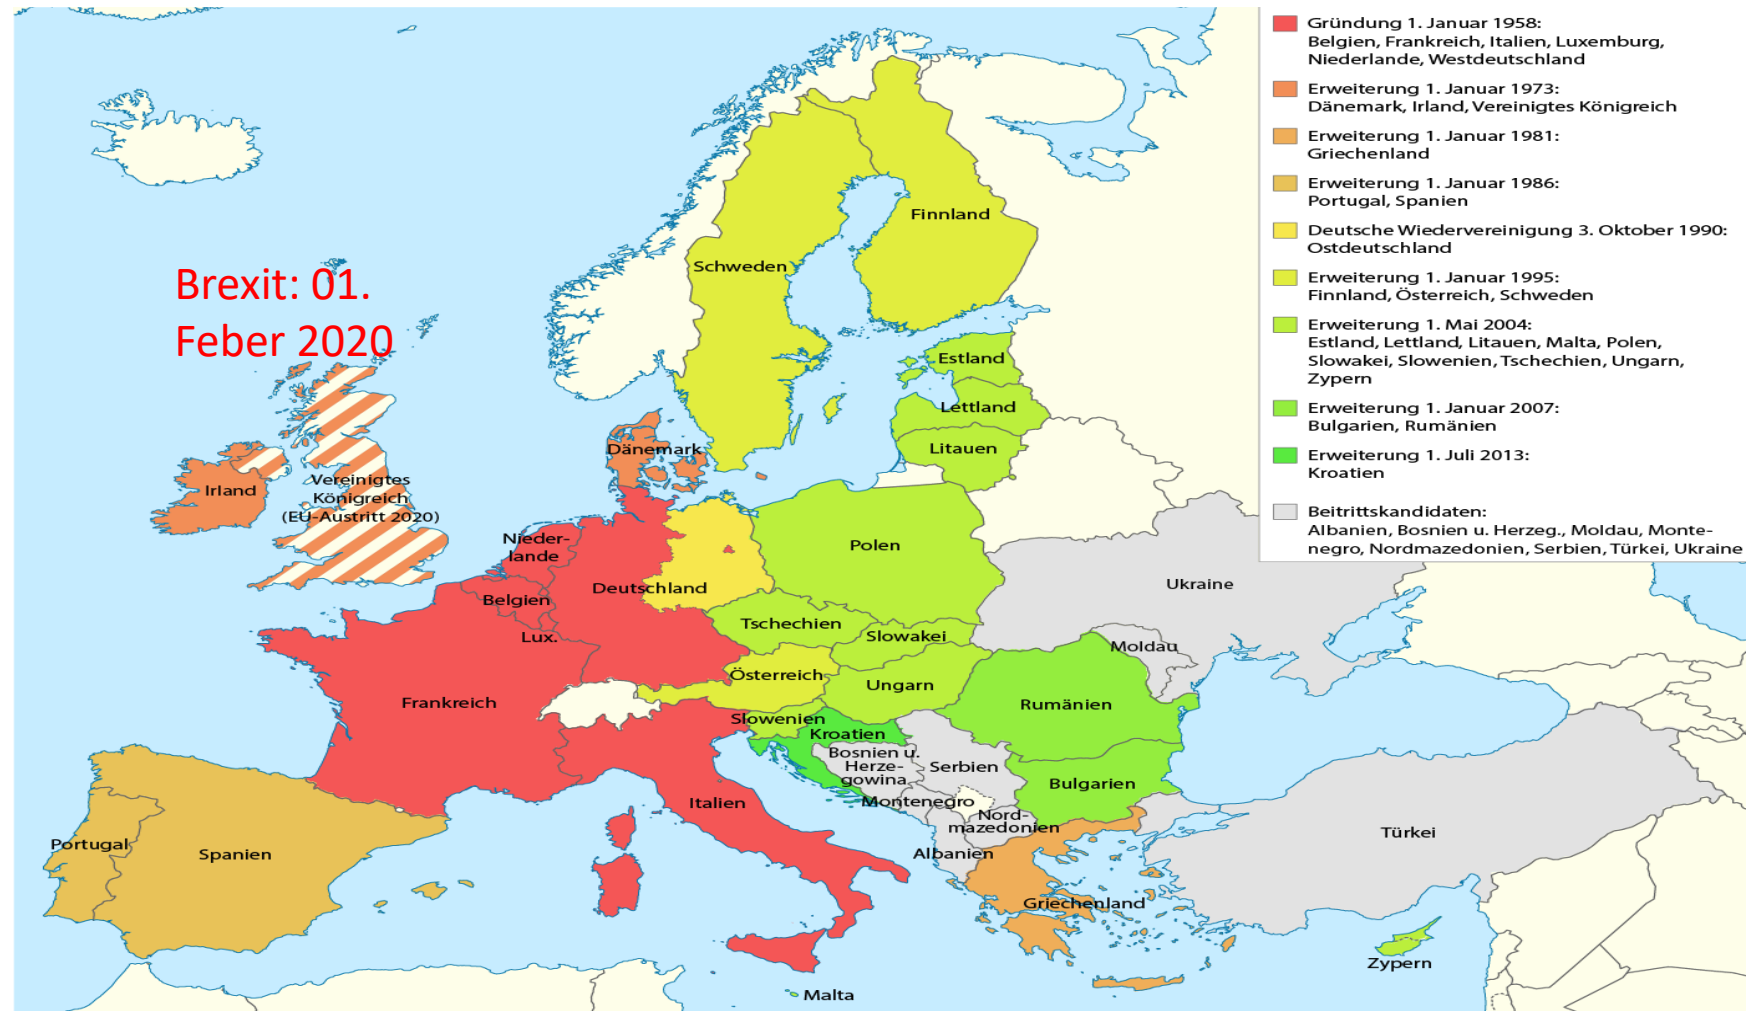 Gründung 1. Januar 1958:
Belgien, Frankreich, Italien, Luxemburg,
Niederlande, Westdeutschland
Erweiterung 1. Januar 1973:
Dänemark, Irland, Vereinigtes Königreich
Erweiterung 1. Januar 1981:
Griechenland
Erweiterung 1. Januar 1986:
Portugal, Spanien
Deutsche Wiedervereinigung 3. Oktober 1990:
Ostdeutschland
Erweiterung 1. Januar 1995:
Finnland, Österreich, Schweden
Erweiterung 1. Mai 2004:
Estland, Lettland, Litauen, Malta, Polen,
Slowakei, Slowenien, Tschechien, Ungarn,
Zypern
Erweiterung 1. Januar 2007:
Bulgarien, Rumänien
Erweiterung 1. Juli 2013:
Kroatien
Beitrittskandidaten:
Albanien, Bosnien u. Herzeg., Moldau, Monte-
negro, Nordmazedonien, Serbien, Türkei, Ukraine
Brexit: 01.
Feber 2020
Finnland
Schweden
Estland
Lettland
Litauen
Dänemark
Irland
Vereinigtes
Königreich
(EU-Austritt 2020)
Nieder-
lande
Polen
Deutschland
Belgien
Ukraine
Tschechien
Lux.
Slowakei
Moldau
Österreich
Ungarn
Frankreich
Rumänien
Slowenien
Kroatien
Bosnien u.
Herze-
gowina
Serbien
Bulgarien
Montenegro
Italien
Nord-
mazedonien
Türkei
Portugal
Spanien
Albanien
Griechenland
Zypern
Malta